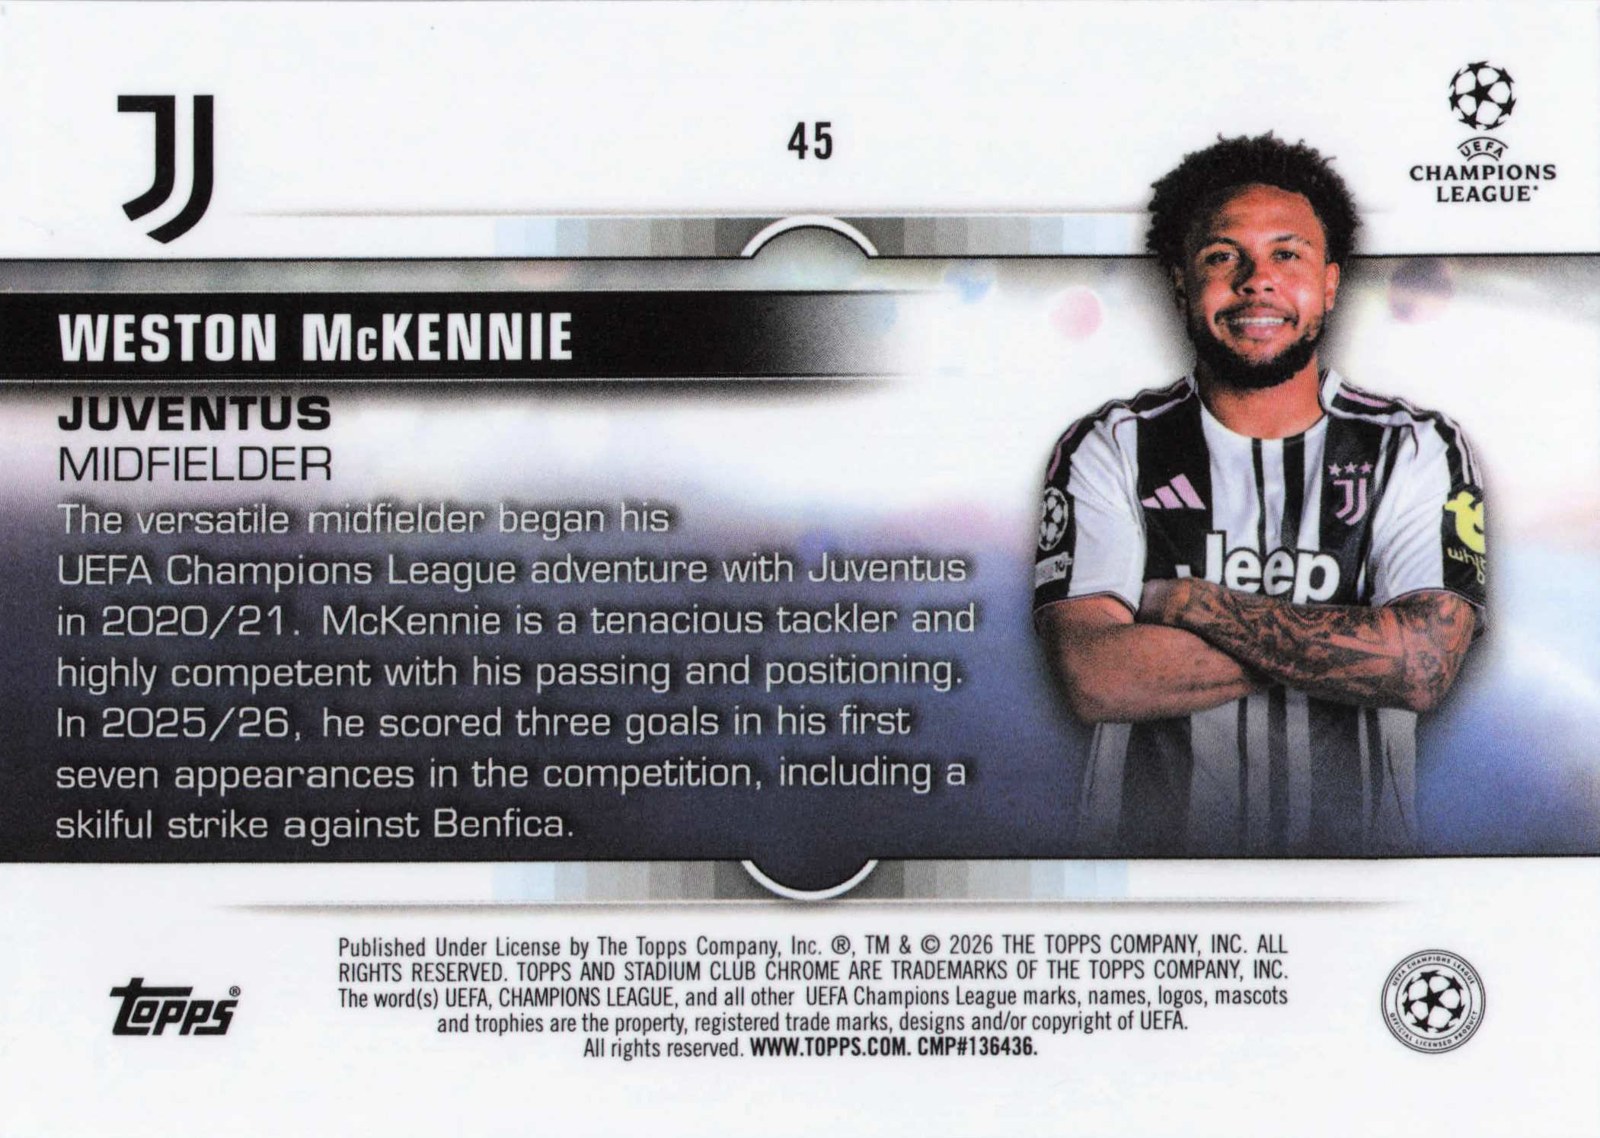 45
UEFA
CHAMPIONS
LEAGUE
WESTON McKENNIE
JUVENTUS
MIDFIELDER
The versatile midfielder began his
UEFA Champions League adventure with Juventus
in 2020/21. McKennie is a tenacious tackler and
highly competent with his passing and positioning.
In 2025/26, he scored three goals in his first
seven appearances in the competition, including a
skilful strike against Benfica.
Jeep
Published Under License by The Topps Company, Inc. ®, TM & © 2026 THE TOPPS COMPANY, INC. ALL
RIGHTS RESERVED. TOPPS AND STADIUM CLUB CHROME ARE TRADEMARKS OF THE TOPPS COMPANY, INC.
The word(s) UEFA, CHAMPIONS LEAGUE, and all other UEFA Champions League marks, names, logos, mascots
and trophies are the property, registered trade marks, designs and/or copyright of UEFA.
All rights reserved. WWW.TOPPS.COM. CMP#136436.
TOPPS®
UEFA CHAMPIONS LEAGUE
OFFICIAL LICENSED PRODUCT